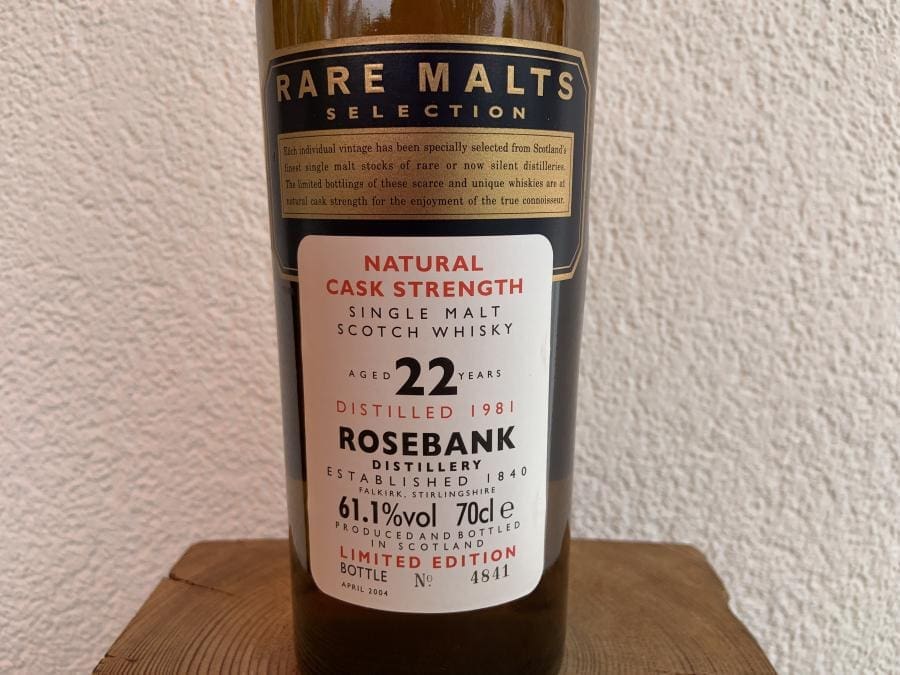 RARE MALTS
SELECTION
Each individual vintage has been specially selected from Scotland's
finest single malt stocks of rare or now silent distilleries.
The limited bottlings of these scarce and unique whiskies are at
natural cask strength for the enjoyment of the true connoisseur.
NATURAL
CASK STRENGTH
SINGLE MALT
SCOTCH WHISKY
AGED 22 YEARS
DISTILLED 1981
ROSEBANK
DISTILLERY
ESTABLISHED 1840
FALKIRK, STIRLINGSHIRE
61.1%vol 70cl e
PRODUCED AND BOTTLED
IN SCOTLAND
LIMITED EDITION
BOTTLE Nº 4841
APRIL 2004